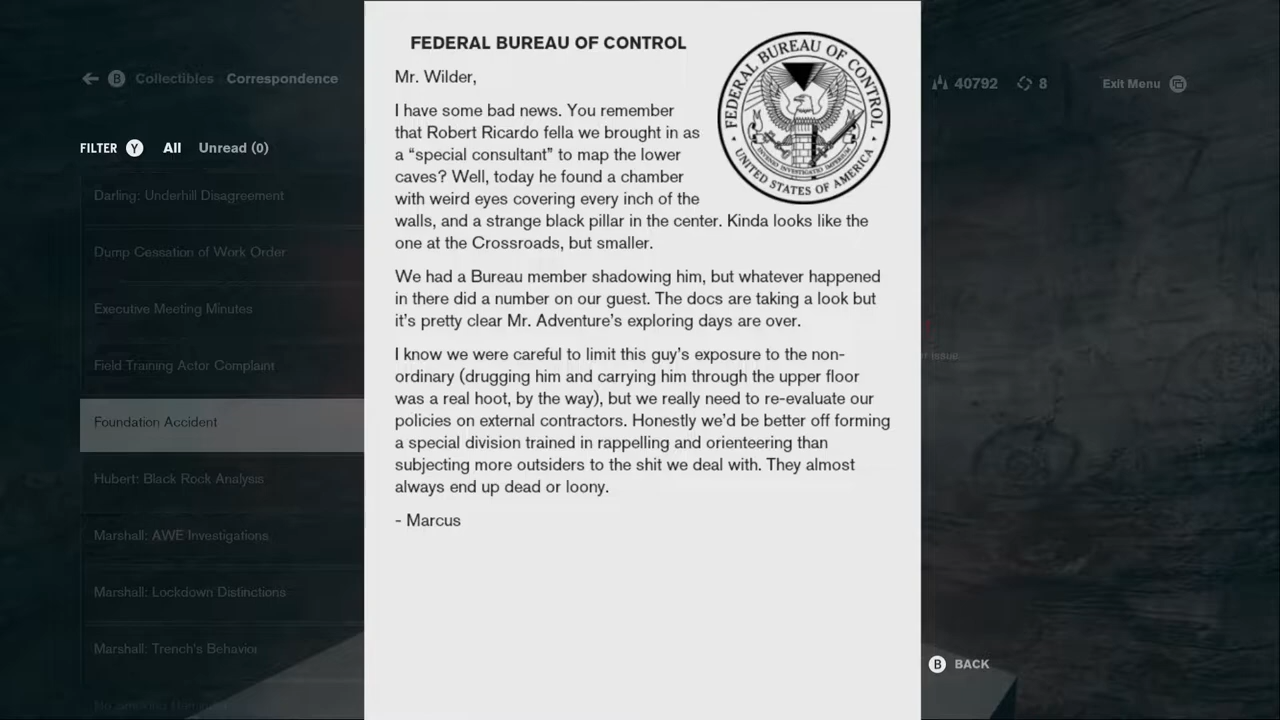 FEDERAL BUREAU OF CONTROL
FEDERAL BUREAU OF CONTROL
UNITED STATES OF AMERICA
Mr. Wilder,
I have some bad news. You remember
that Robert Ricardo fella we brought in as
a “special consultant” to map the lower
caves? Well, today he found a chamber
with weird eyes covering every inch of the
walls, and a strange black pillar in the center. Kinda looks like the
one at the Crossroads, but smaller.
We had a Bureau member shadowing him, but whatever happened
in there did a number on our guest. The docs are taking a look but
it’s pretty clear Mr. Adventure’s exploring days are over.
I know we were careful to limit this guy’s exposure to the non-
ordinary (drugging him and carrying him through the upper floor
was a real hoot, by the way), but we really need to re-evaluate our
policies on external contractors. Honestly we’d be better off forming
a special division trained in rappelling and orienteering than
subjecting more outsiders to the shit we deal with. They almost
always end up dead or loony.
- Marcus
B Collectibles Correspondence
40792 8
Exit Menu
FILTER Y All Unread (0)
Darling: Underhill Disagreement
Dump Cessation of Work Order
Executive Meeting Minutes
Field Training Actor Complaint
Foundation Accident
Hubert: Black Rock Analysis
Marshall: AWE Investigations
Marshall: Lockdown Distinctions
Marshall: Trench's Behavior
No Smoking
issue
B BACK